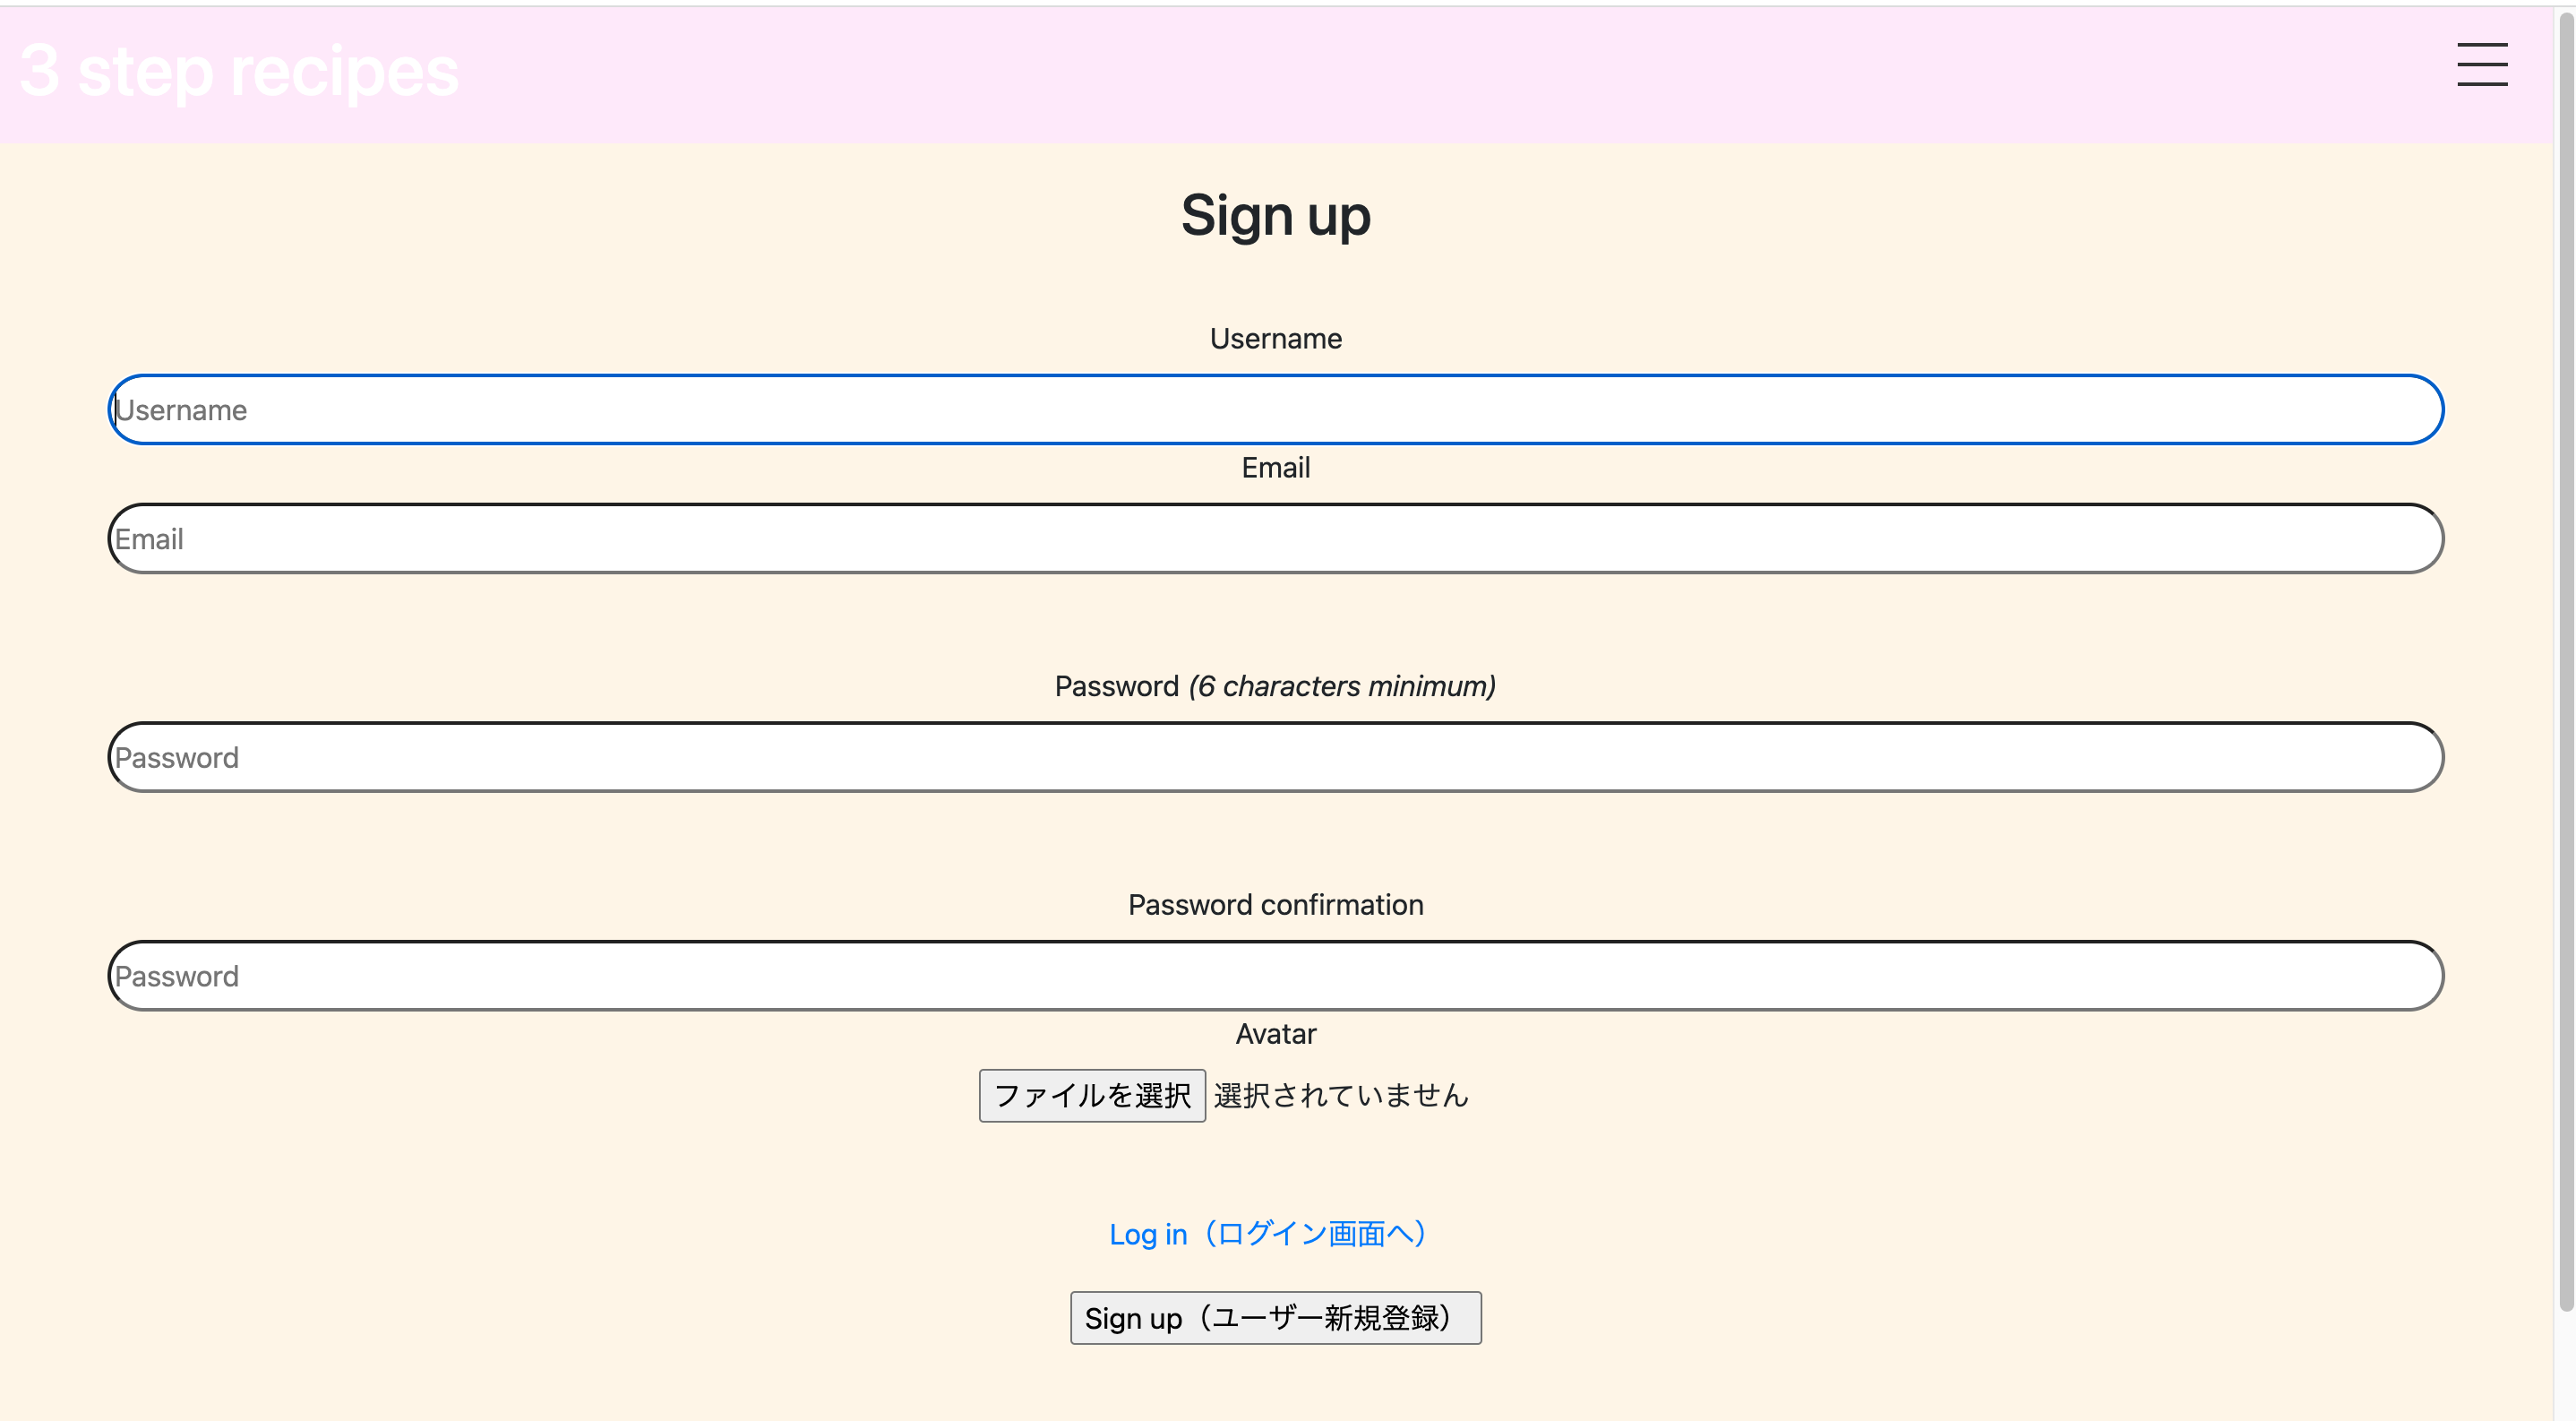 3 step recipes
Sign up
Username
Username
Email
Email
Password (6 characters minimum)
Password
Password confirmation
Password
Avatar
ファイルを選択 選択されていません
Log in（ログイン画面へ）
Sign up（ユーザー新規登録）